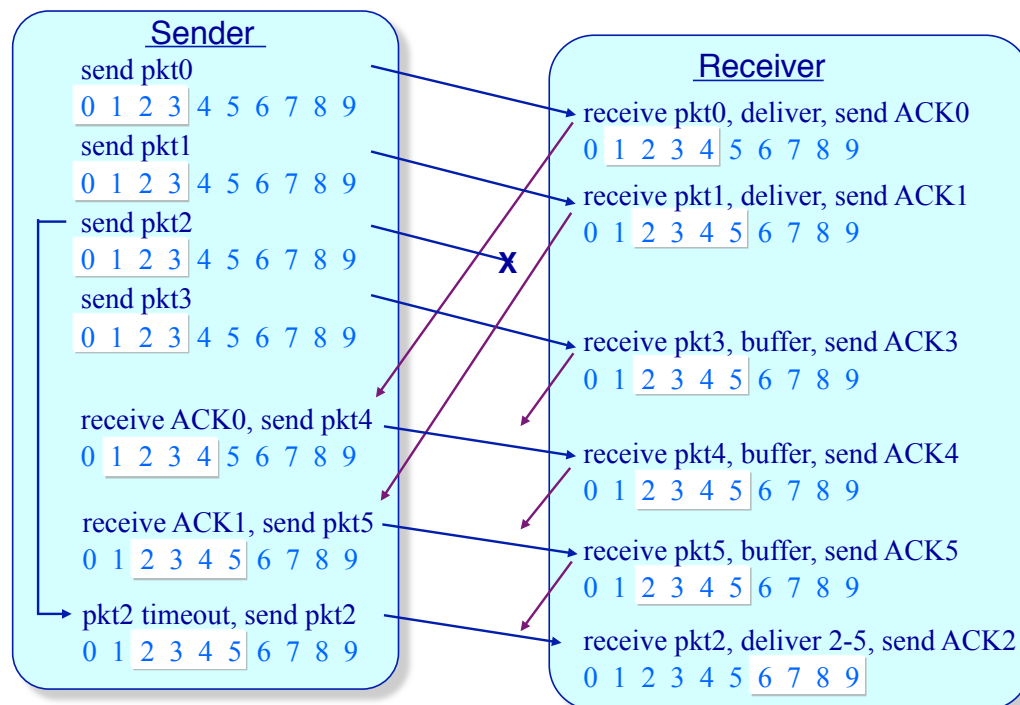 Sender
send pkt0
0 1 2 3 4 5 6 7 8 9
send pkt1
0 1 2 3 4 5 6 7 8 9
send pkt2
0 1 2 3 4 5 6 7 8 9
send pkt3
0 1 2 3 4 5 6 7 8 9
receive ACK0, send pkt4
0 1 2 3 4 5 6 7 8 9
receive ACK1, send pkt5
0 1 2 3 4 5 6 7 8 9
pkt2 timeout, send pkt2
0 1 2 3 4 5 6 7 8 9
X
Receiver
receive pkt0, deliver, send ACK0
0 1 2 3 4 5 6 7 8 9
receive pkt1, deliver, send ACK1
0 1 2 3 4 5 6 7 8 9
receive pkt3, buffer, send ACK3
0 1 2 3 4 5 6 7 8 9
receive pkt4, buffer, send ACK4
0 1 2 3 4 5 6 7 8 9
receive pkt5, buffer, send ACK5
0 1 2 3 4 5 6 7 8 9
receive pkt2, deliver 2-5, send ACK2
0 1 2 3 4 5 6 7 8 9